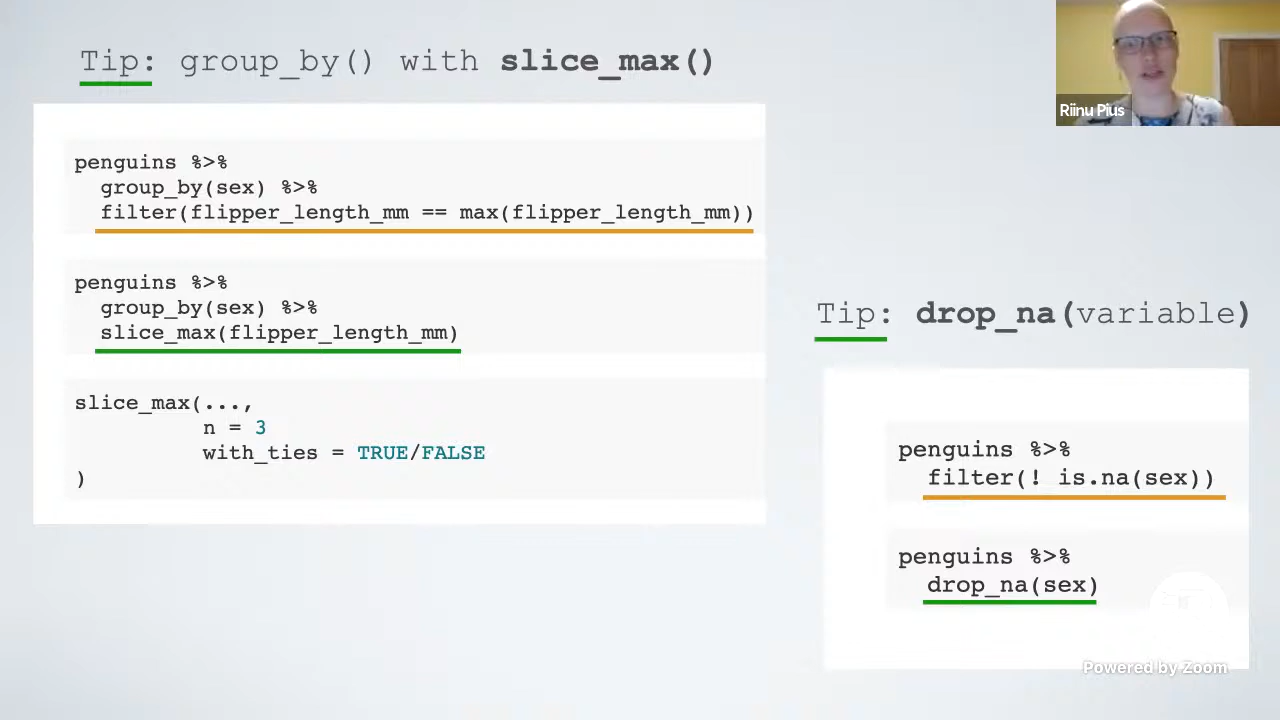 Tip: group_by() with slice_max()
Riinu Pius
penguins %>%
group_by(sex) %>%
filter(flipper_length_mm == max(flipper_length_mm))
penguins %>%
group_by(sex) %>%
slice_max(flipper_length_mm)
slice_max(...,
n = 3
with_ties = TRUE/FALSE
)
Tip: drop_na(variable)
penguins %>%
filter(! is.na(sex))
penguins %>%
drop_na(sex)
Powered by Zoom